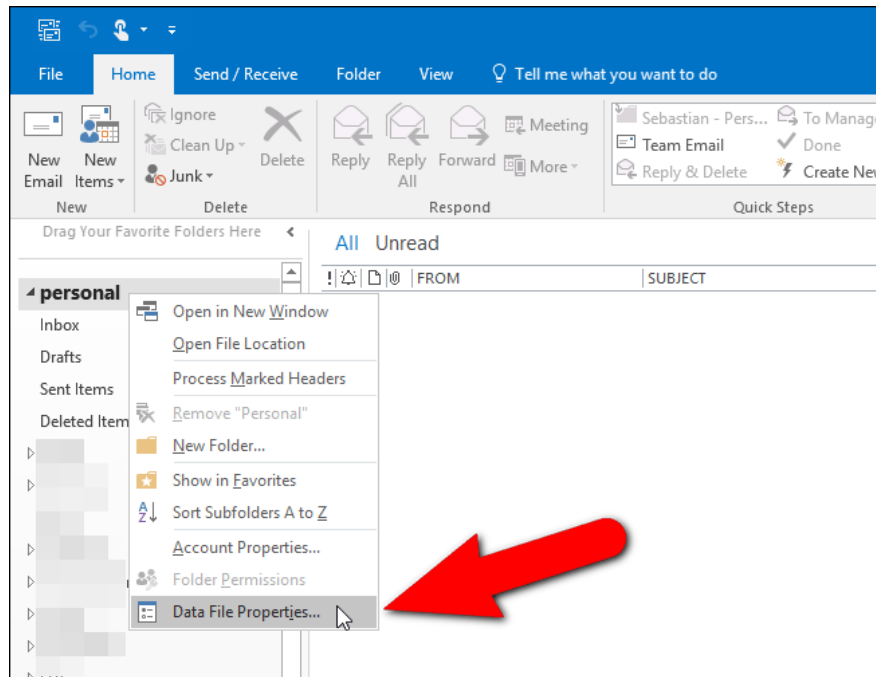 File Home Send / Receive Folder View Tell me what you want to do
New Email
New Items
Ignore
Clean Up
Junk
Delete
Reply
Reply All
Forward
Meeting
More
Sebastian - Pers...
Team Email
Reply & Delete
To Manag
Done
Create Ne
New Delete Respond Quick Steps
Drag Your Favorite Folders Here
All Unread
! FROM SUBJECT
personal
Inbox
Drafts
Sent Items
Deleted Item
Open in New Window
Open File Location
Process Marked Headers
Remove "Personal"
New Folder...
Show in Favorites
Sort Subfolders A to Z
Account Properties...
Folder Permissions
Data File Properties...